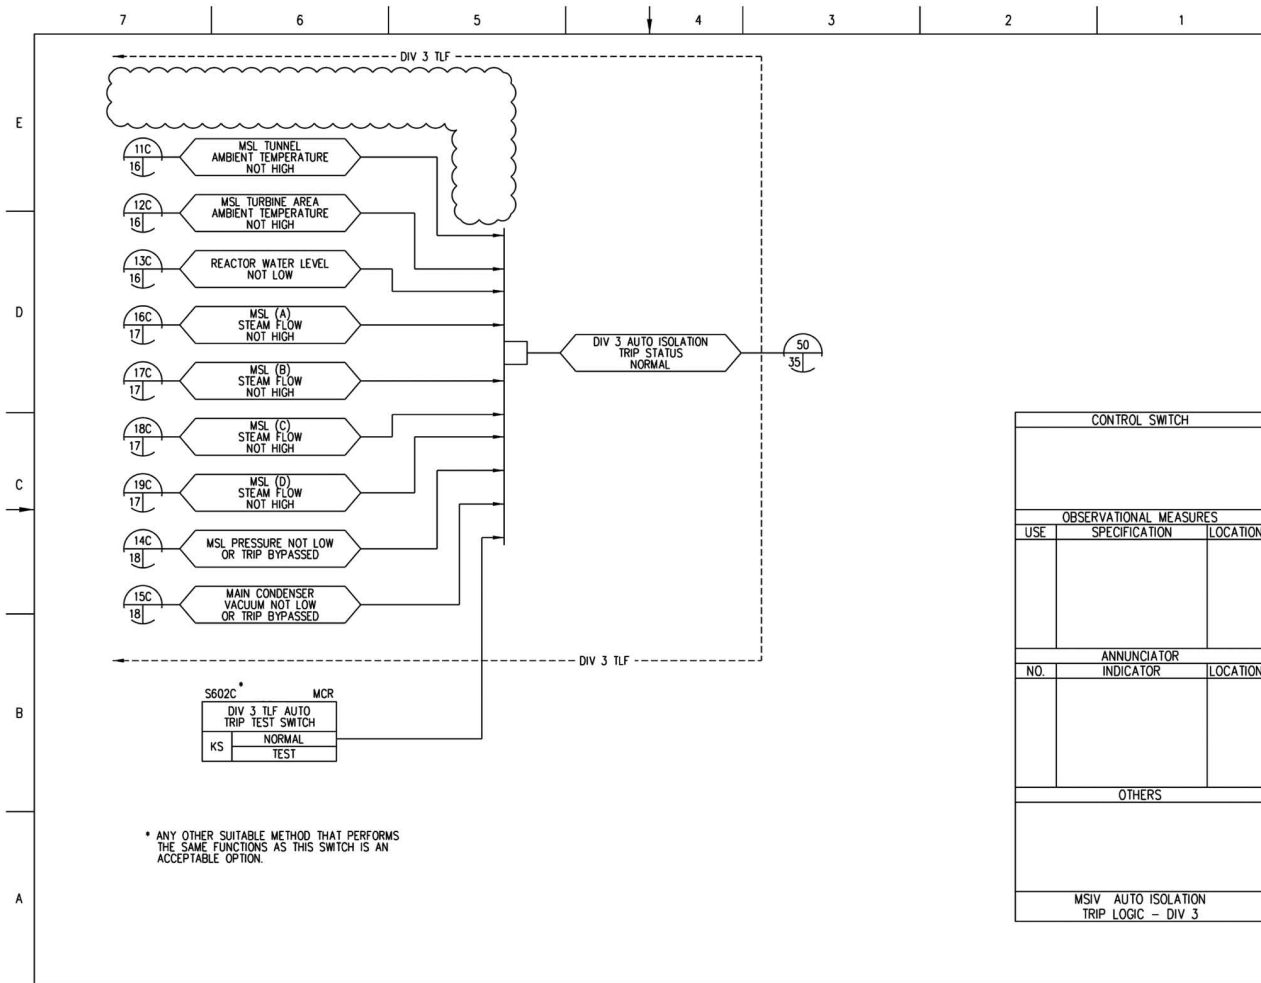 7 6 5 4 3 2 1
E
D
C
B
A
DIV 3 TLF
11C
16
MSL TUNNEL
AMBIENT TEMPERATURE
NOT HIGH
12C
16
MSL TURBINE AREA
AMBIENT TEMPERATURE
NOT HIGH
13C
16
REACTOR WATER LEVEL
NOT LOW
16C
17
MSL (A)
STEAM FLOW
NOT HIGH
17C
17
MSL (B)
STEAM FLOW
NOT HIGH
18C
17
MSL (C)
STEAM FLOW
NOT HIGH
19C
17
MSL (D)
STEAM FLOW
NOT HIGH
14C
18
MSL PRESSURE NOT LOW
OR TRIP BYPASSED
15C
18
MAIN CONDENSER
VACUUM NOT LOW
OR TRIP BYPASSED
DIV 3 AUTO ISOLATION
TRIP STATUS
NORMAL
50
35
DIV 3 TLF
S602C * MCR
DIV 3 TLF AUTO
TRIP TEST SWITCH
KS
NORMAL
TEST
* ANY OTHER SUITABLE METHOD THAT PERFORMS
THE SAME FUNCTIONS AS THIS SWITCH IS AN
ACCEPTABLE OPTION.
CONTROL SWITCH
OBSERVATIONAL MEASURES
USE SPECIFICATION LOCATION
ANNUNCIATOR
NO. INDICATOR LOCATION
OTHERS
MSIV AUTO ISOLATION
TRIP LOGIC - DIV 3